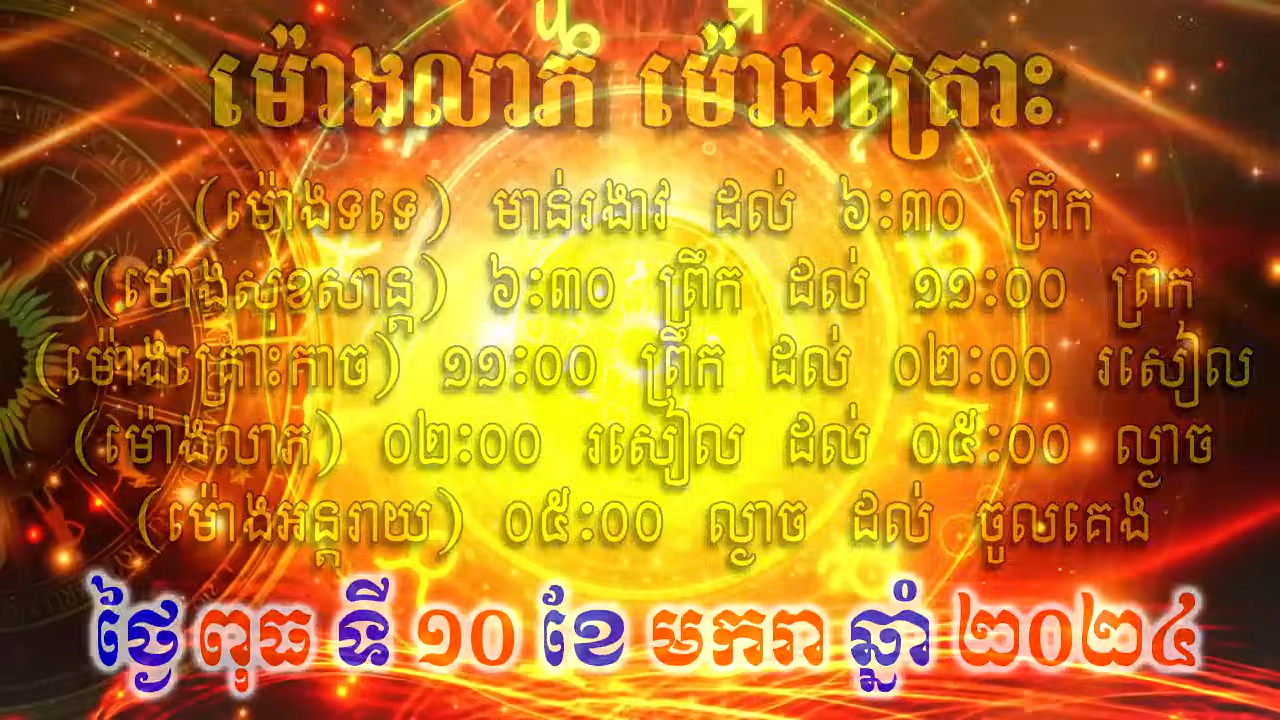 ម៉ោងលាភ ម៉ោងគ្រោះ
(ម៉ោងទទេ) មាន់រងាវ ដល់ ៦:៣០ ព្រឹក
(ម៉ោងសុខសាន្ត) ៦:៣០ ព្រឹក ដល់ ១១:០០ ព្រឹក
(ម៉ោងគ្រោះកាច) ១១:០០ ព្រឹក ដល់ ០២:០០ រសៀល
(ម៉ោងលាភ) ០២:០០ រសៀល ដល់ ០៥:០០ ល្ងាច
(ម៉ោងអន្តរាយ) ០៥:០០ ល្ងាច ដល់ ចូលគេង
ថ្ងៃ ពុធ ទី ១០ ខែ មករា ឆ្នាំ ២០២៤